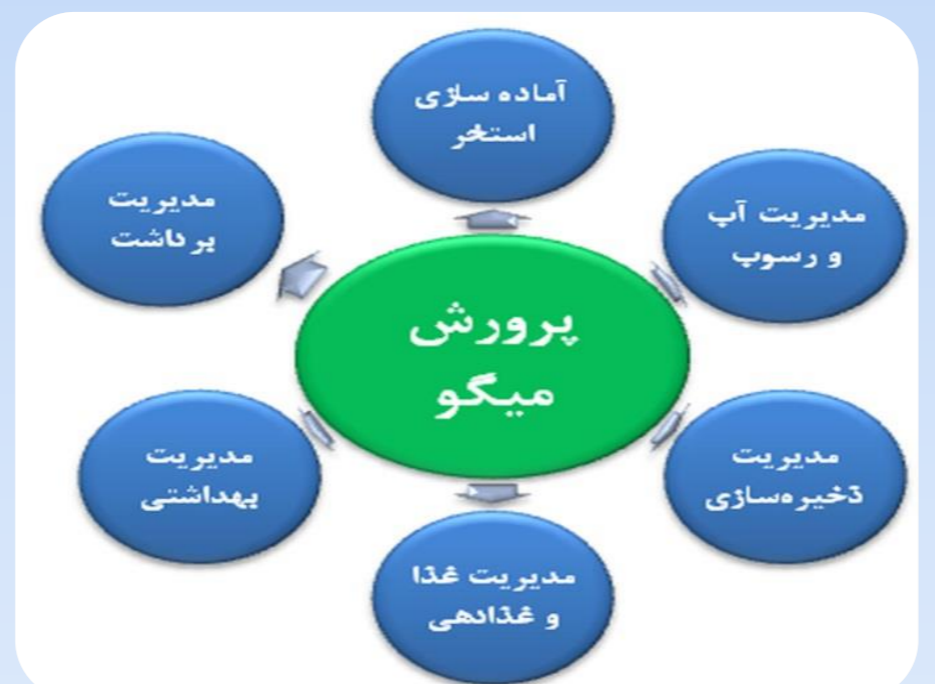 آماده سازی
استخر
مدیریت آب
و رسوب
مدیریت
ذخیره‌سازی
مدیریت غذا
و غذادهی
مدیریت
بهداشتی
مدیریت
برداشت
پرورش
میگو